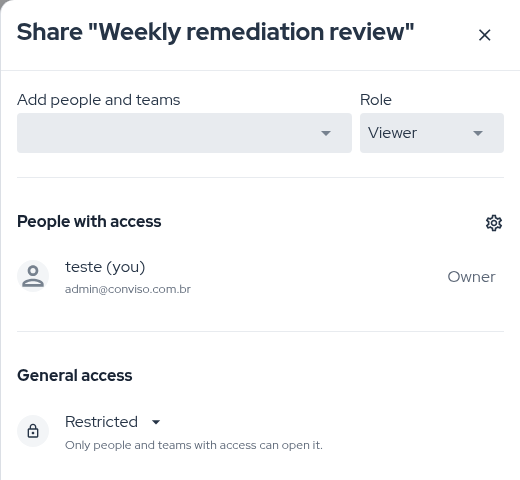 Share "Weekly remediation review"
Add people and teams
Role
Viewer
People with access
teste (you)
admin@conviso.com.br
Owner
General access
Restricted
Only people and teams with access can open it.